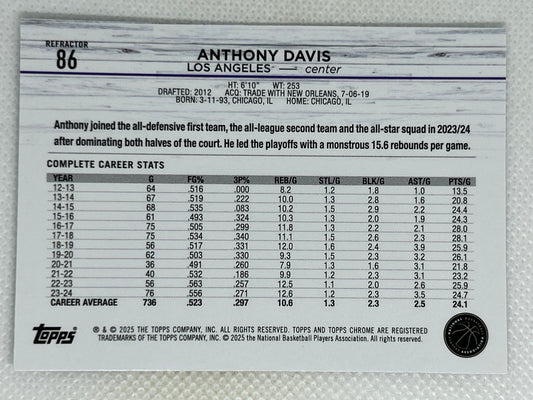 REFRACTOR
86
ANTHONY DAVIS
LOS ANGELES — center
HT: 6'10" WT: 253
DRAFTED: 2012 ACQ: TRADE WITH NEW ORLEANS, 7-06-19
BORN: 3-11-93, CHICAGO, IL HOME: CHICAGO, IL
Anthony joined the all-defensive first team, the all-league second team and the all-star squad in 2023/24
after dominating both halves of the court. He led the playoffs with a monstrous 15.6 rebounds per game.
COMPLETE CAREER STATS
YEAR G FG% 3P% REB/G STL/G BLK/G AST/G PTS/G
12-13 64 .516 .000 8.2 1.2 1.8 1.0 13.5
13-14 67 .519 .222 10.0 1.3 2.8 1.6 20.8
14-15 68 .535 .083 10.2 1.5 2.9 2.2 24.4
15-16 61 .493 .324 10.3 1.3 2.0 1.9 24.3
16-17 75 .505 .299 11.8 1.3 2.2 2.1 28.0
17-18 75 .534 .340 11.1 1.5 2.6 2.3 28.1
18-19 56 .517 .331 12.0 1.6 2.4 3.9 25.9
19-20 62 .503 .330 9.3 1.5 2.3 3.2 26.1
20-21 36 .491 .260 7.9 1.3 1.6 3.1 21.8
21-22 40 .532 .186 9.9 1.2 2.3 3.1 23.2
22-23 56 .563 .257 12.5 1.1 2.0 2.6 25.9
23-24 76 .556 .271 12.6 1.2 2.3 3.5 24.7
CAREER AVERAGE 736 .523 .297 10.6 1.3 2.3 2.5 24.1
Topps
® & © 2025 THE TOPPS COMPANY, INC. ALL RIGHTS RESERVED. TOPPS AND TOPPS CHROME ARE REGISTERED
TRADEMARKS OF THE TOPPS COMPANY, INC. © 2025 the National Basketball Players Association. All rights reserved.